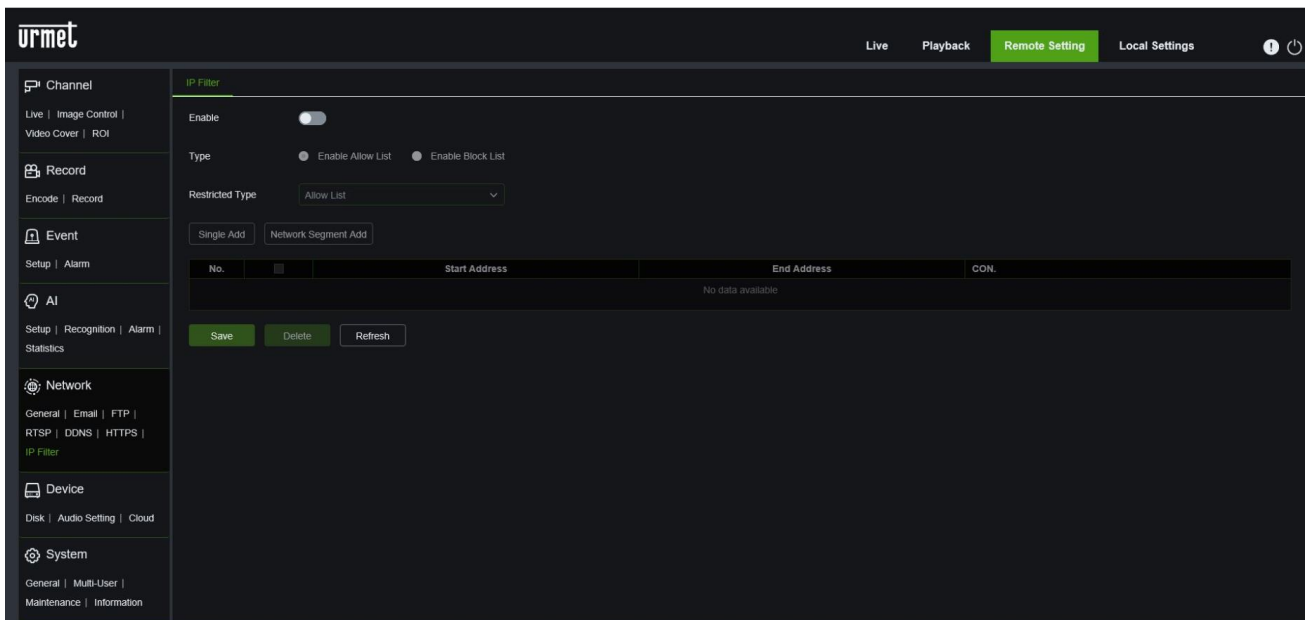 urmet
Live Playback Remote Setting Local Settings
Channel
Live | Image Control |
Video Cover | ROI
Record
Encode | Record
Event
Setup | Alarm
AI
Setup | Recognition | Alarm |
Statistics
Network
General | Email | FTP |
RTSP | DDNS | HTTPS |
IP Filter
Device
Disk | Audio Setting | Cloud
System
General | Multi-User |
Maintenance | Information
IP Filter
Enable
Type Enable Allow List Enable Block List
Restricted Type Allow List
Single Add Network Segment Add
No. Start Address End Address CON.
No data available
Save Delete Refresh